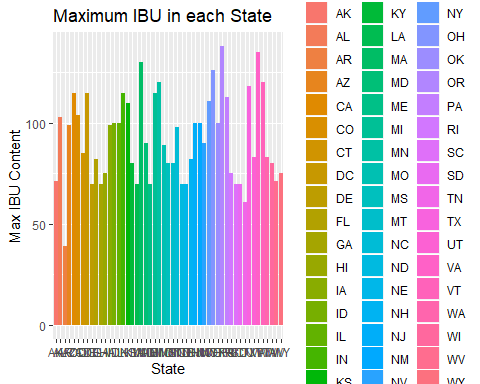 Maximum IBU in each State
Max IBU Content
100
50
0
State
AK
AL
AR
AZ
CA
CO
CT
DC
DE
FL
GA
HI
IA
ID
IL
IN
KS
KY
LA
MA
MD
ME
MI
MN
MO
MS
MT
NC
ND
NE
NH
NJ
NM
NV
NY
OH
OK
OR
PA
RI
SC
SD
TN
TX
UT
VA
VT
WA
WI
WV
WY